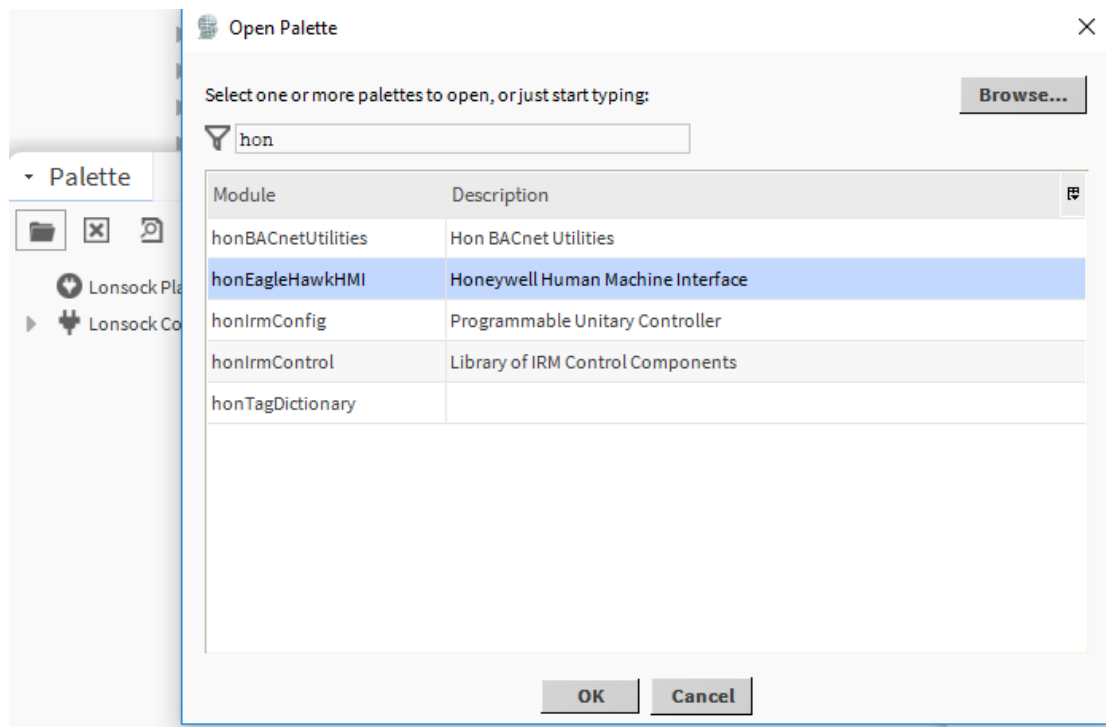 Open Palette
Select one or more palettes to open, or just start typing:
Browse...
hon
Palette
Module Description
honBACnetUtilities Hon BACnet Utilities
honEagleHawkHMI Honeywell Human Machine Interface
Lonsock Pla
honIrmConfig Programmable Unitary Controller
Lonsock Co
honIrmControl Library of IRM Control Components
honTagDictionary
OK Cancel